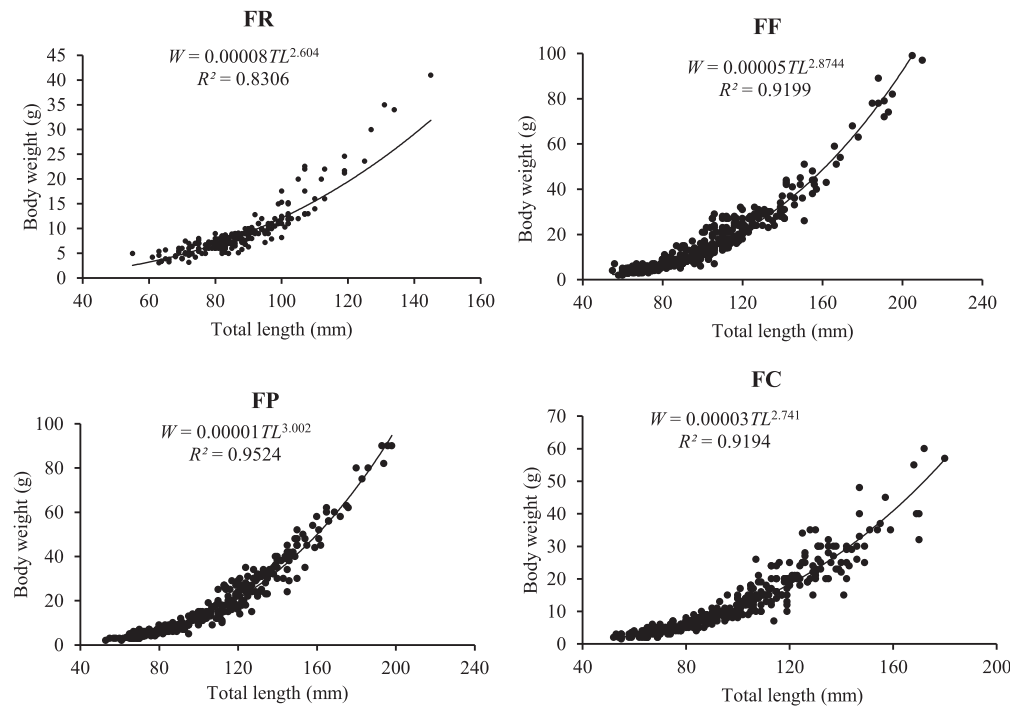 FR
W = 0.00008TL^2.604
R² = 0.8306
45
40
35
30
25
20
15
10
5
0
Body weight (g)
40 60 80 100 120 140 160
Total length (mm)
FF
W = 0.00005TL^2.8744
R² = 0.9199
100
80
60
40
20
0
Body weight (g)
40 80 120 160 200 240
Total length (mm)
FP
W = 0.00001TL^3.002
R² = 0.9524
100
80
60
40
20
0
Body weight (g)
40 80 120 160 200 240
Total length (mm)
FC
W = 0.00003TL^2.741
R² = 0.9194
70
60
50
40
30
20
10
0
Body weight (g)
40 80 120 160 200
Total length (mm)